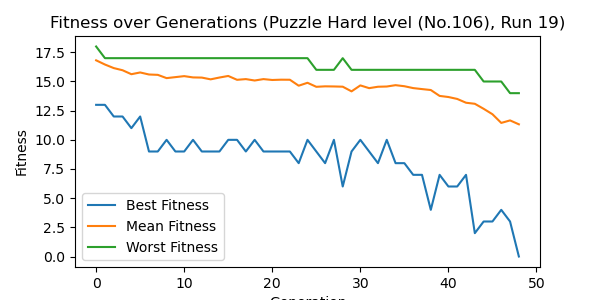 Fitness over Generations (Puzzle Hard level (No.106), Run 19)
17.5
15.0
12.5
10.0
7.5
5.0
2.5
0.0
Fitness
Best Fitness
Mean Fitness
Worst Fitness
0 10 20 30 40 50
Generation